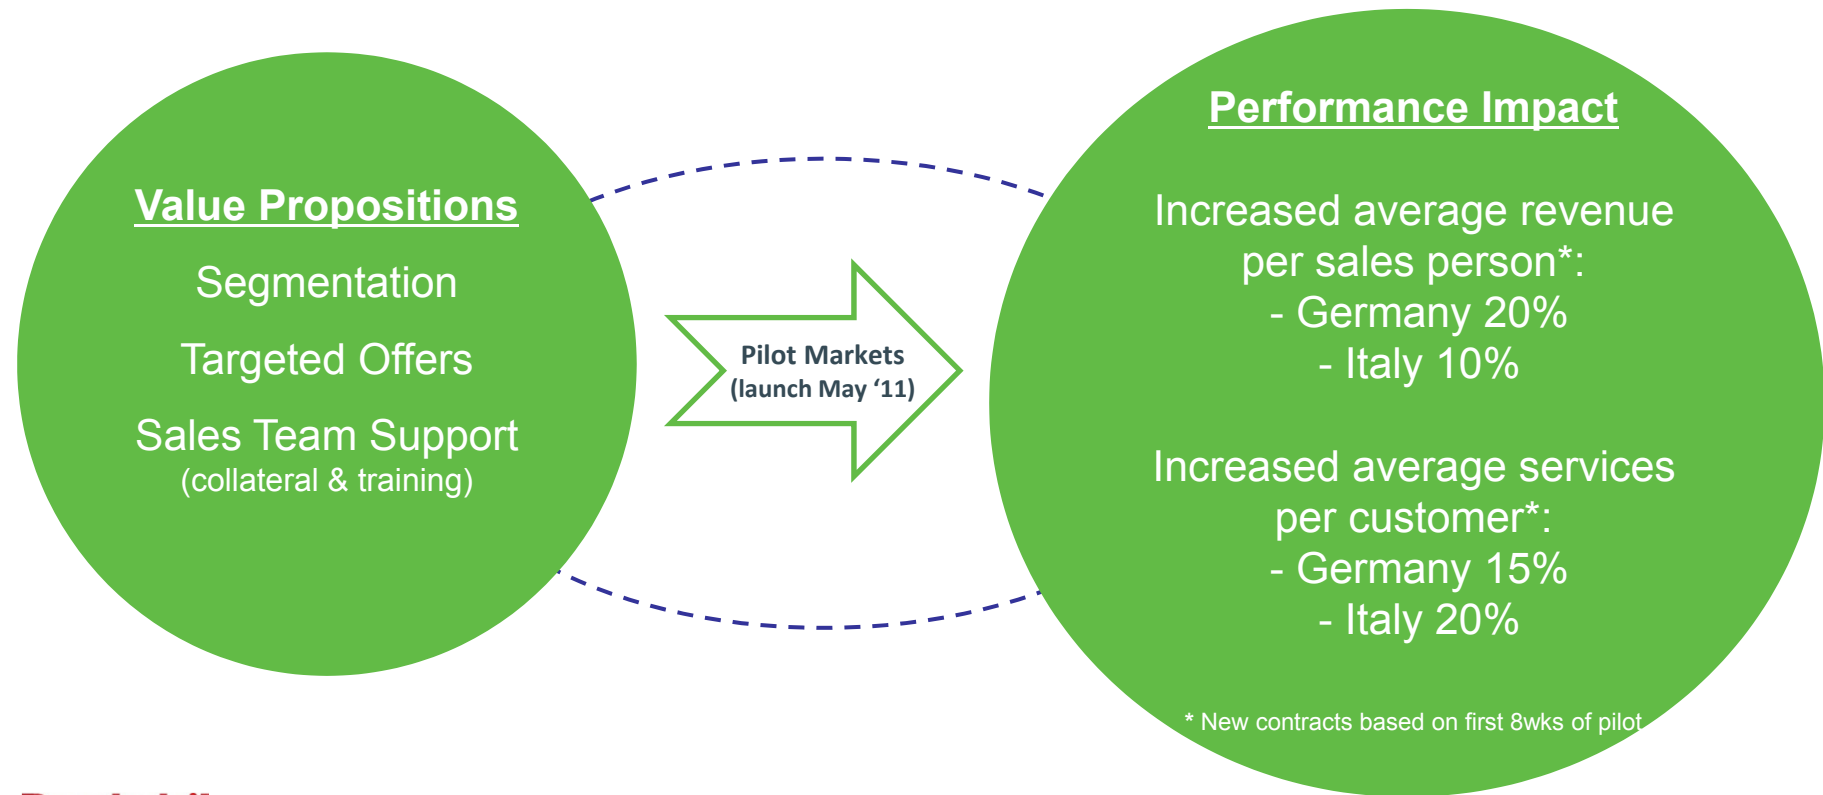 Value Propositions
Segmentation
Targeted Offers
Sales Team Support
(collateral & training)
Pilot Markets
(launch May ‘11)
Performance Impact
Increased average revenue
per sales person*:
- Germany 20%
- Italy 10%
Increased average services
per customer*:
- Germany 15%
- Italy 20%
* New contracts based on first 8wks of pilot